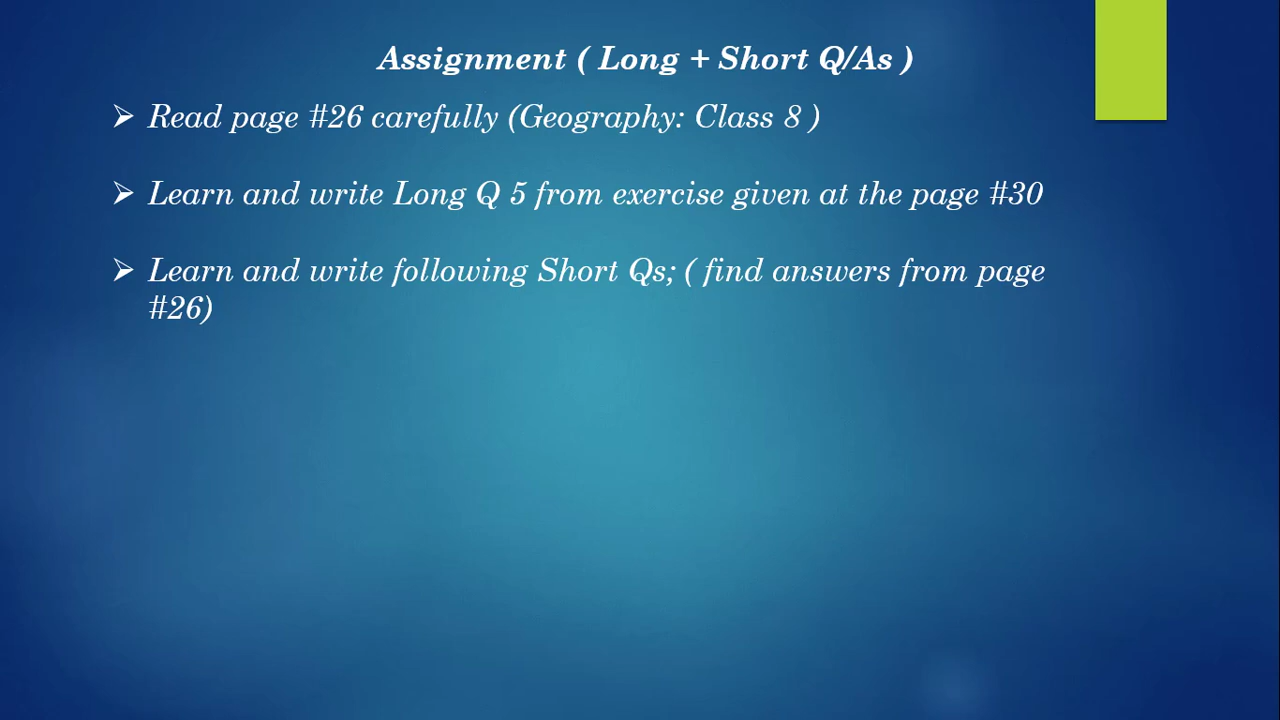 Assignment ( Long + Short Q/As )
➢ Read page #26 carefully (Geography: Class 8 )
➢ Learn and write Long Q 5 from exercise given at the page #30
➢ Learn and write following Short Qs; ( find answers from page
#26)